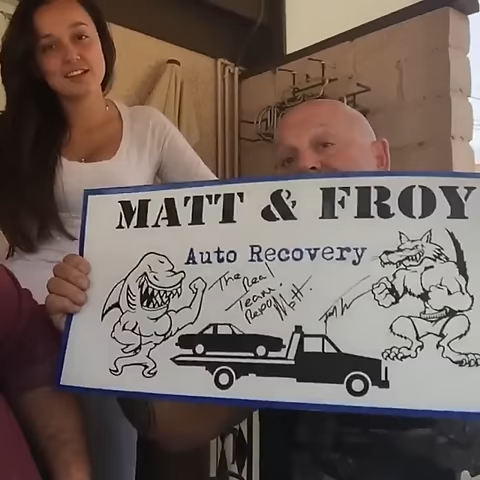 MATT & FROY
Auto Recovery
The Real
Team
Repo!
Matt.